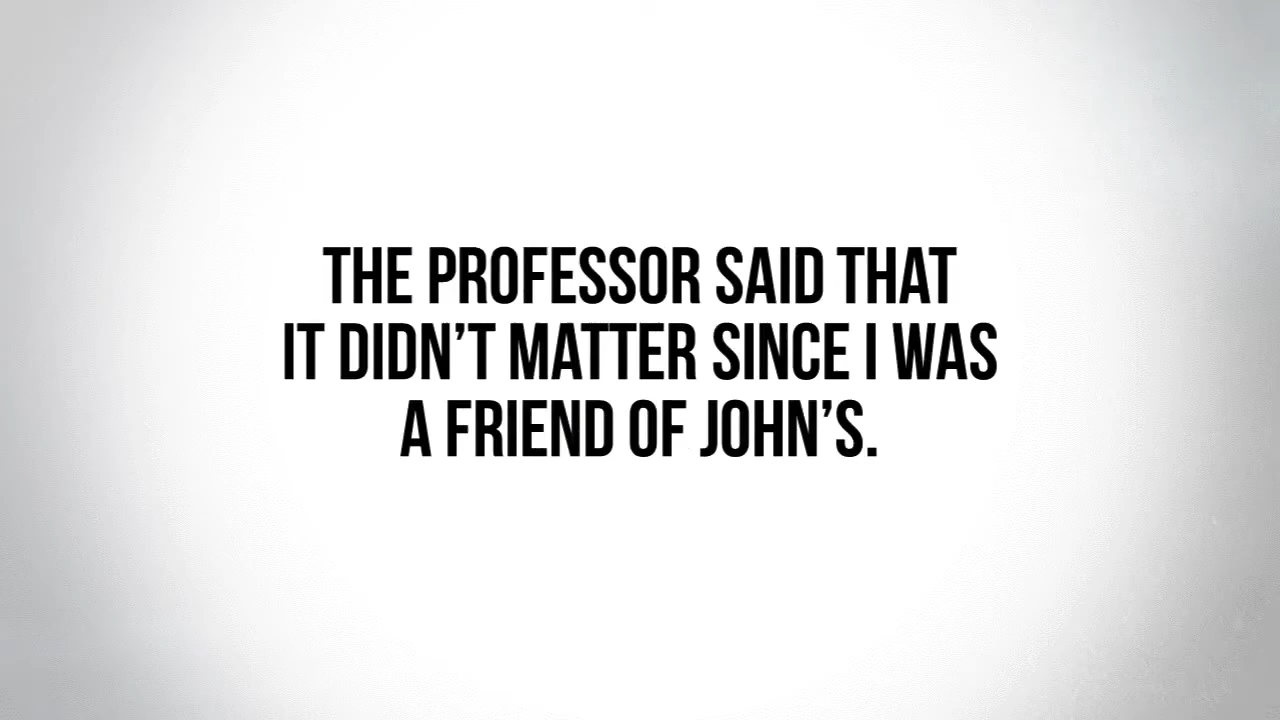 THE PROFESSOR SAID THAT
IT DIDN’T MATTER SINCE I WAS
A FRIEND OF JOHN’S.